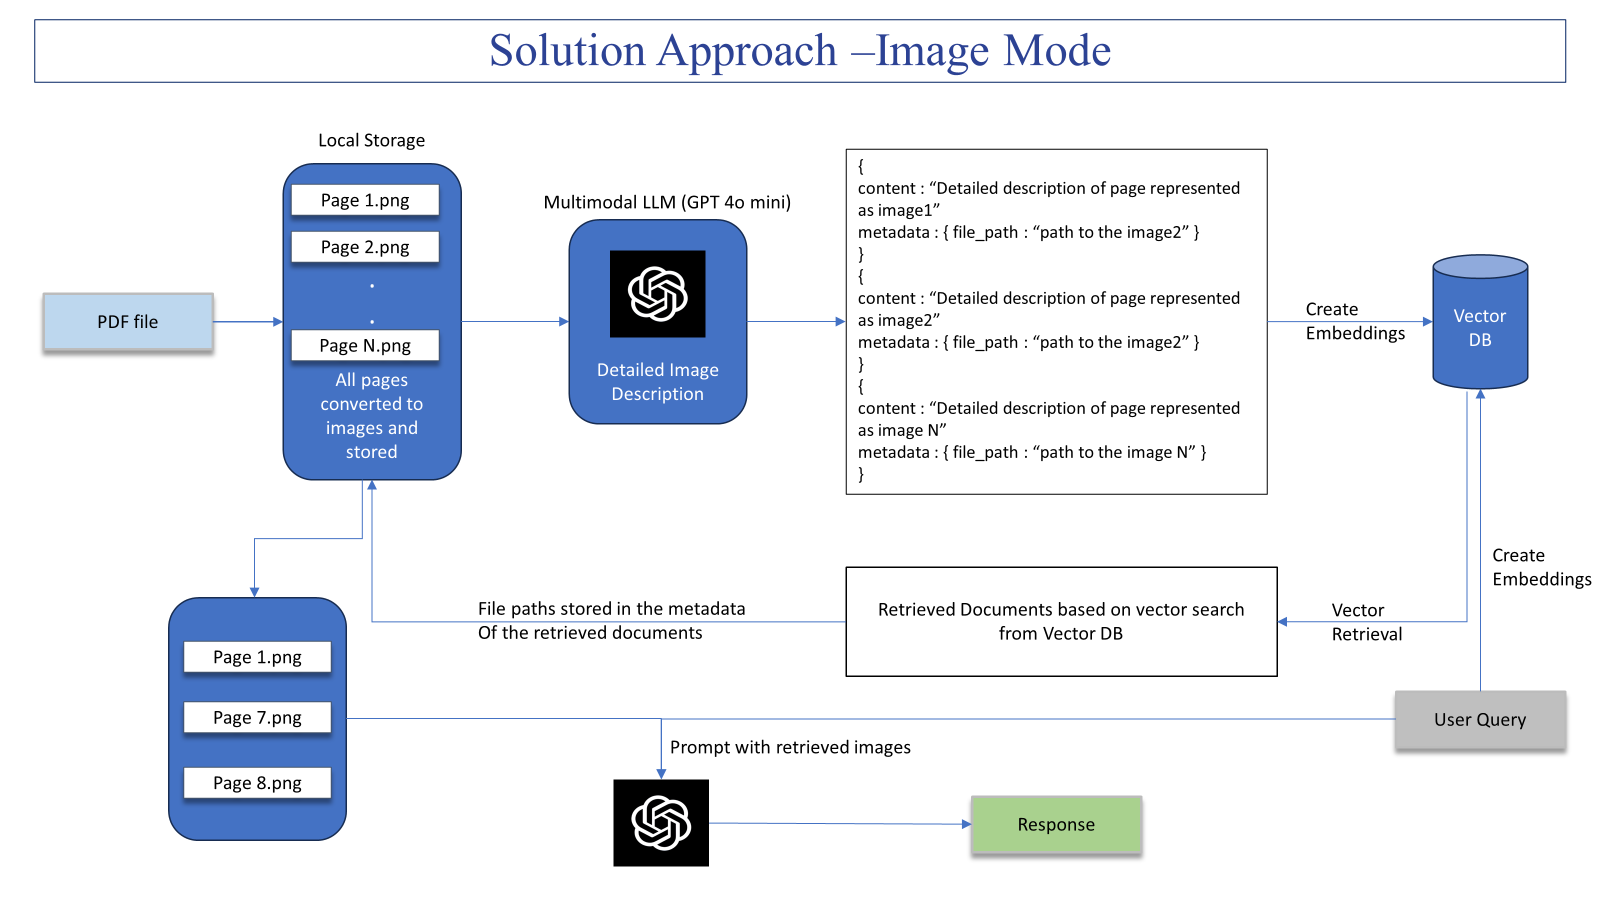 Solution Approach –Image Mode
Local Storage
Page 1.png
Page 2.png
.
.
Page N.png
All pages
converted to
images and
stored
PDF file
Multimodal LLM (GPT 4o mini)
Detailed Image
Description
{
content : “Detailed description of page represented
as image1”
metadata : { file_path : “path to the image2” }
}
{
content : “Detailed description of page represented
as image2”
metadata : { file_path : “path to the image2” }
}
{
content : “Detailed description of page represented
as image N”
metadata : { file_path : “path to the image N” }
}
Create
Embeddings
Vector
DB
Create
Embeddings
Vector
Retrieval
Retrieved Documents based on vector search
from Vector DB
File paths stored in the metadata
Of the retrieved documents
Page 1.png
Page 7.png
Page 8.png
User Query
Prompt with retrieved images
Response